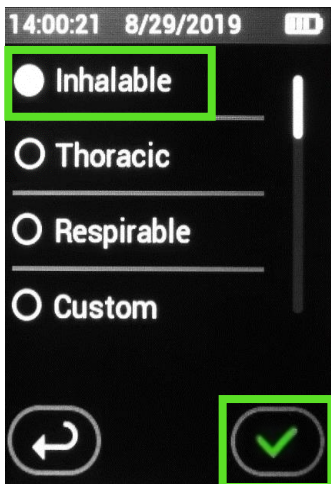 14:00:21 8/29/2019
Inhalable
Thoracic
Respirable
Custom